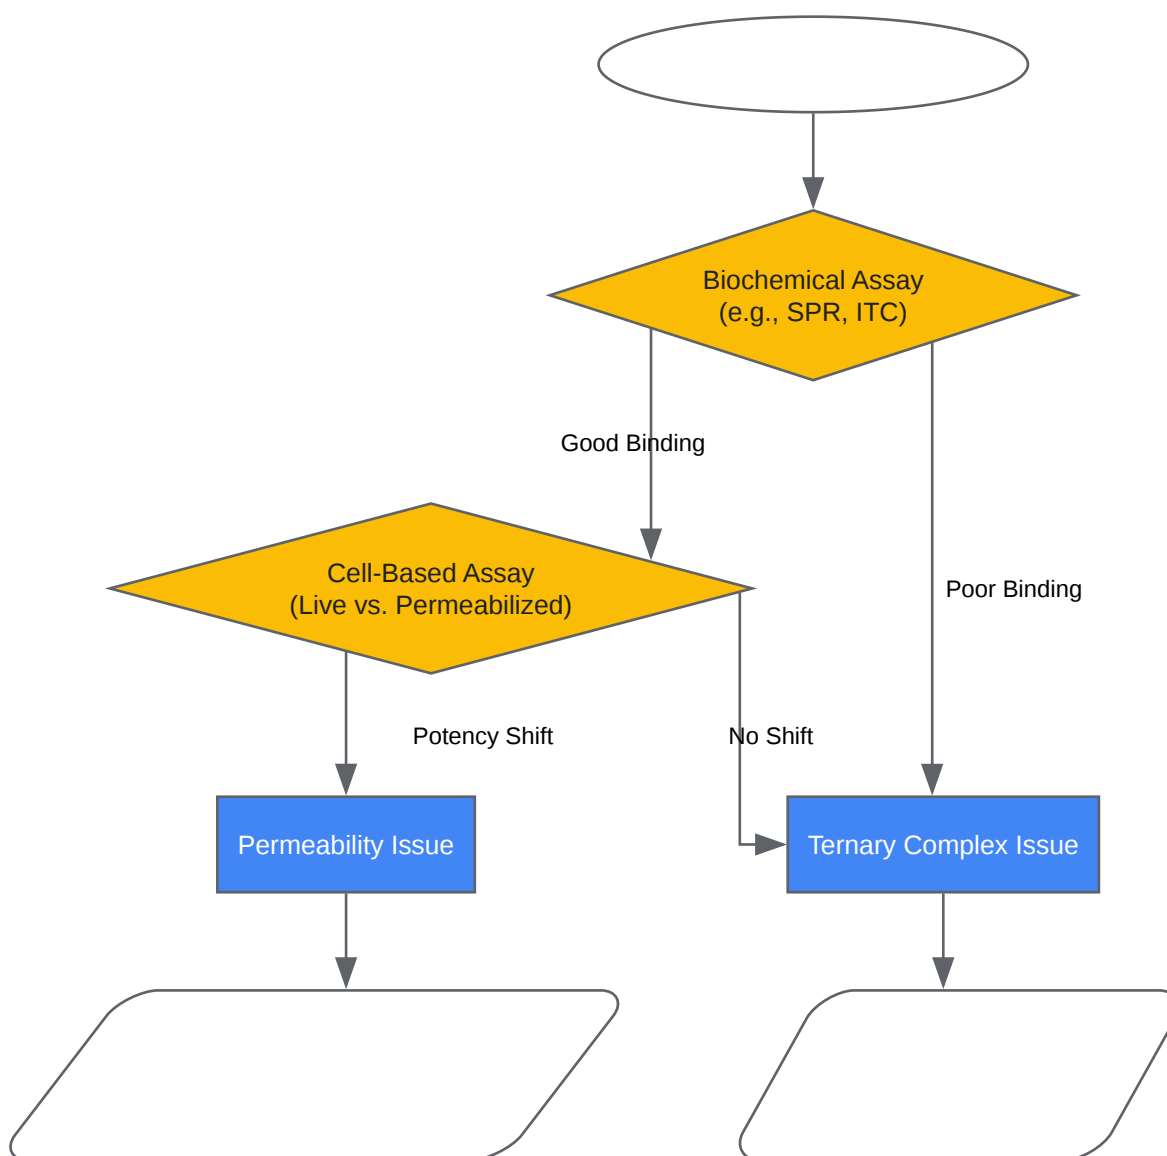 Biochemical Assay
(e.g., SPR, ITC)
Good Binding
Cell-Based Assay
(Live vs. Permeabilized)
Poor Binding
Potency Shift
No Shift
Permeability Issue
Ternary Complex Issue